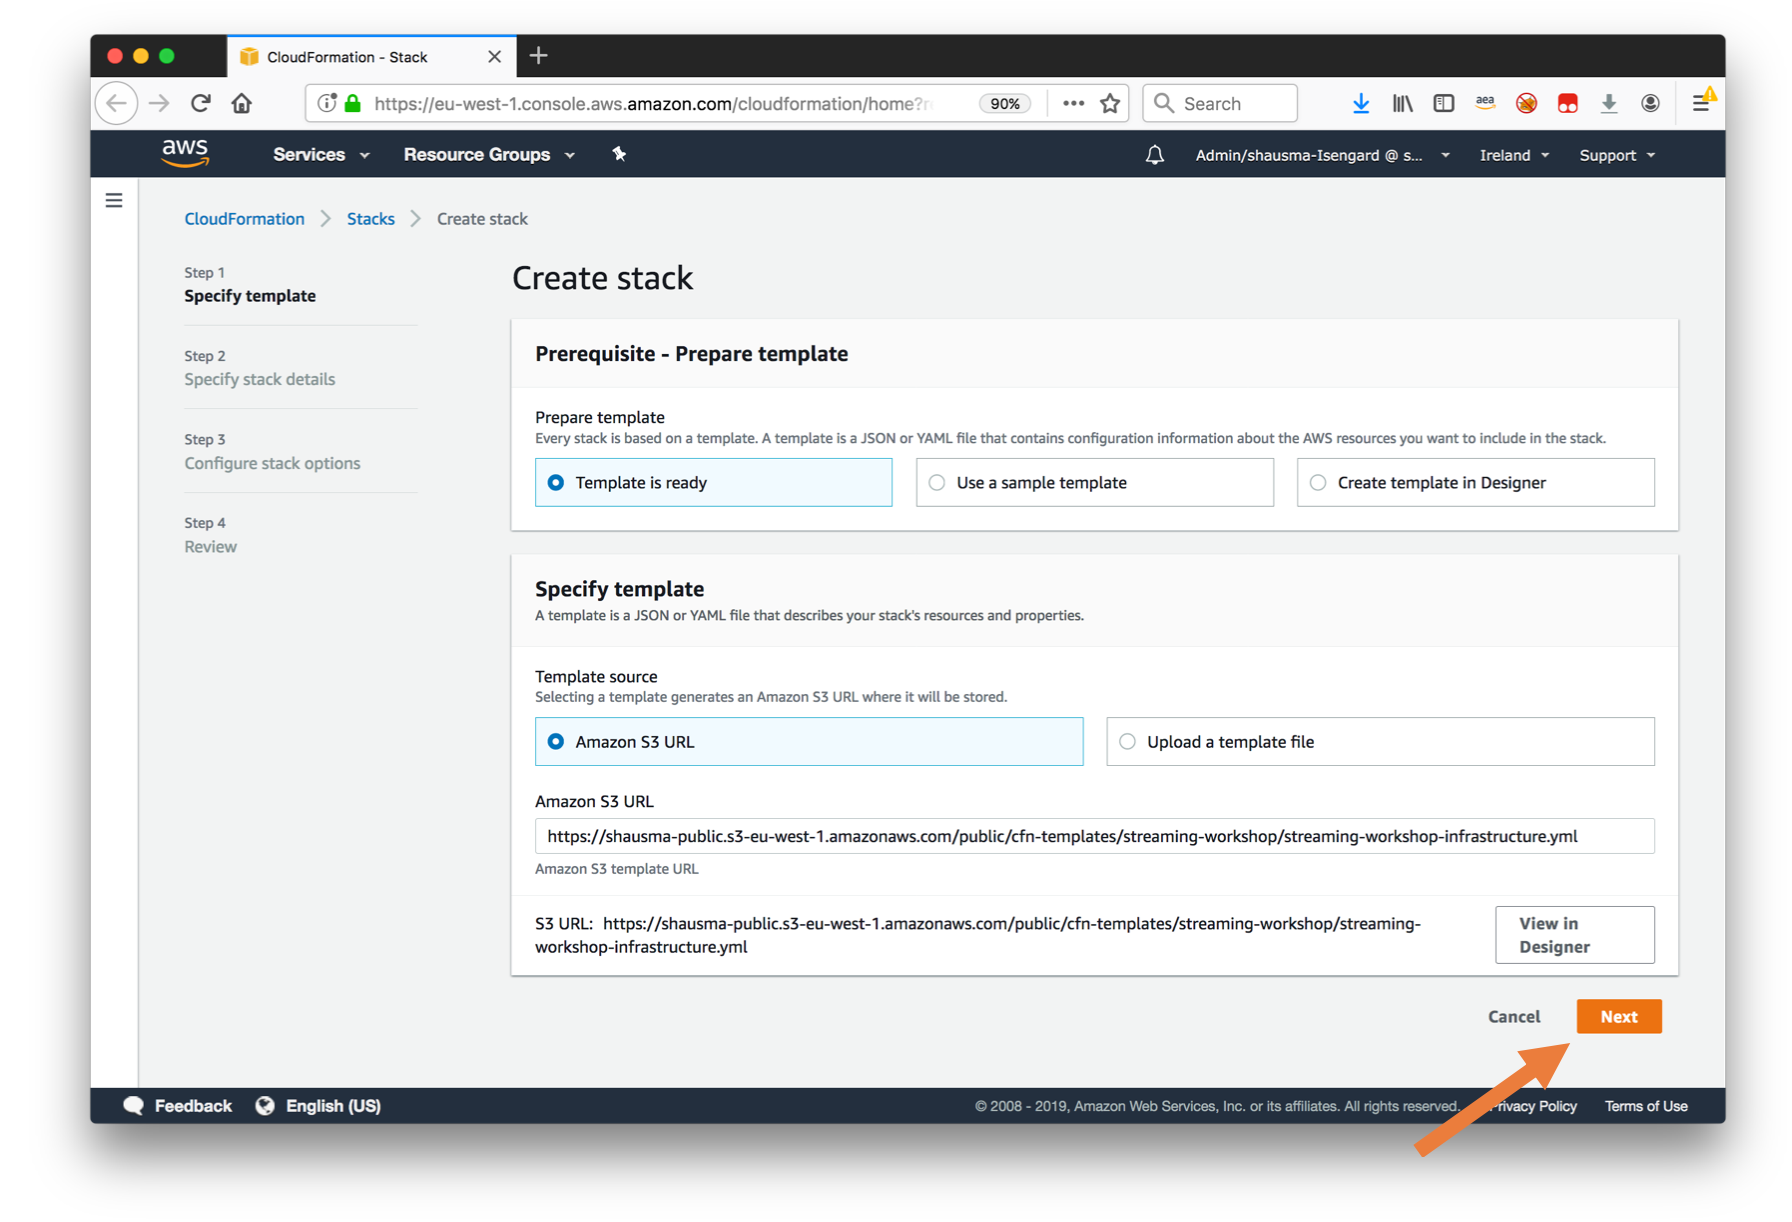 CloudFormation - Stack
https://eu-west-1.console.aws.amazon.com/cloudformation/home?r
90%
Search
aea
aws
Services
Resource Groups
Admin/shausma-Isengard @ s...
Ireland
Support
CloudFormation
Stacks
Create stack
Step 1
Specify template
Step 2
Specify stack details
Step 3
Configure stack options
Step 4
Review
Create stack
Prerequisite - Prepare template
Prepare template
Every stack is based on a template. A template is a JSON or YAML file that contains configuration information about the AWS resources you want to include in the stack.
Template is ready
Use a sample template
Create template in Designer
Specify template
A template is a JSON or YAML file that describes your stack's resources and properties.
Template source
Selecting a template generates an Amazon S3 URL where it will be stored.
Amazon S3 URL
Upload a template file
Amazon S3 URL
https://shausma-public.s3-eu-west-1.amazonaws.com/public/cfn-templates/streaming-workshop/streaming-workshop-infrastructure.yml
Amazon S3 template URL
S3 URL: https://shausma-public.s3-eu-west-1.amazonaws.com/public/cfn-templates/streaming-workshop/streaming-
workshop-infrastructure.yml
View in
Designer
Cancel
Next
Feedback
English (US)
© 2008 - 2019, Amazon Web Services, Inc. or its affiliates. All rights reserved.
Privacy Policy
Terms of Use